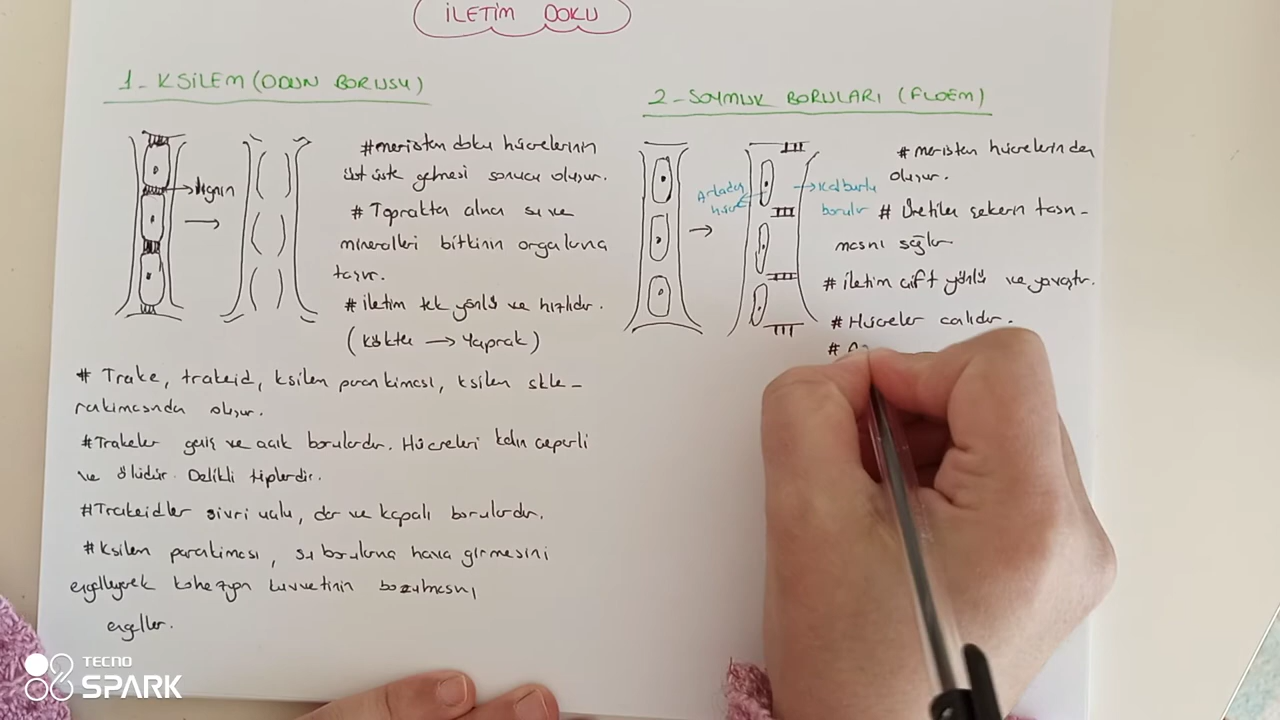 İLETİM DOKU
1- KSİLEM (ODUN BORUSU)
lignin
#meristem doku hücrelerinin
üst üste gelmesi sonucu oluşur.
# Topraktan alınan su ve
mineralleri bitkinin organlarına
taşır.
# iletim tek yönlü ve hızlıdır.
(kökten → Yaprak)
# Trake, trakeid, ksilem parankiması, ksilem skle-
rankimasından oluşur.
#Trakeler geniş ve açık borulardır. Hücreleri kalın çeperli
ve ölüdür. Delikli tiplerdir.
#Trakeidler sivri uçlu, dar ve kapalı borulardır.
#Ksilem parankiması, su borularına hava girmesini
engelleyerek kohezyon kuvvetinin bozulmasını
engeller.
2- SOYMUK BORULARI (FLOEM)
Arkadaş
hücre
kalburlu
borular
# meristem hücrelerinden
oluşur.
# Üretilen şekerin taşın-
masını sağlar
# iletim çift yönlü ve yavaştır.
# Hücreler canlıdır.
#
TECNO
SPARK